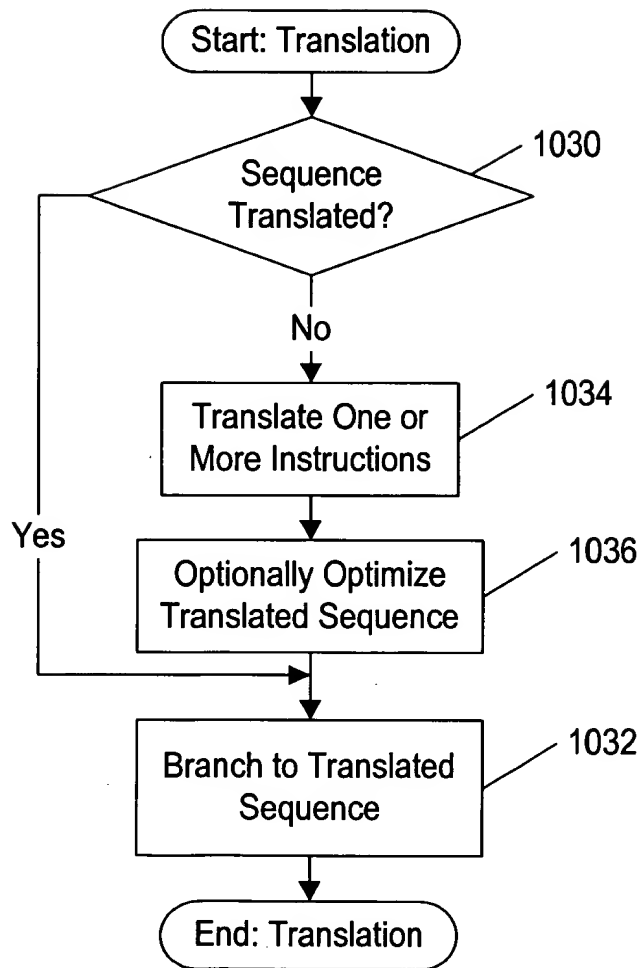 Start: Translation
1030
Sequence
Translated?
No
1034
Translate One or
More Instructions
Yes
1036
Optionally Optimize
Translated Sequence
1032
Branch to Translated
Sequence
End: Translation